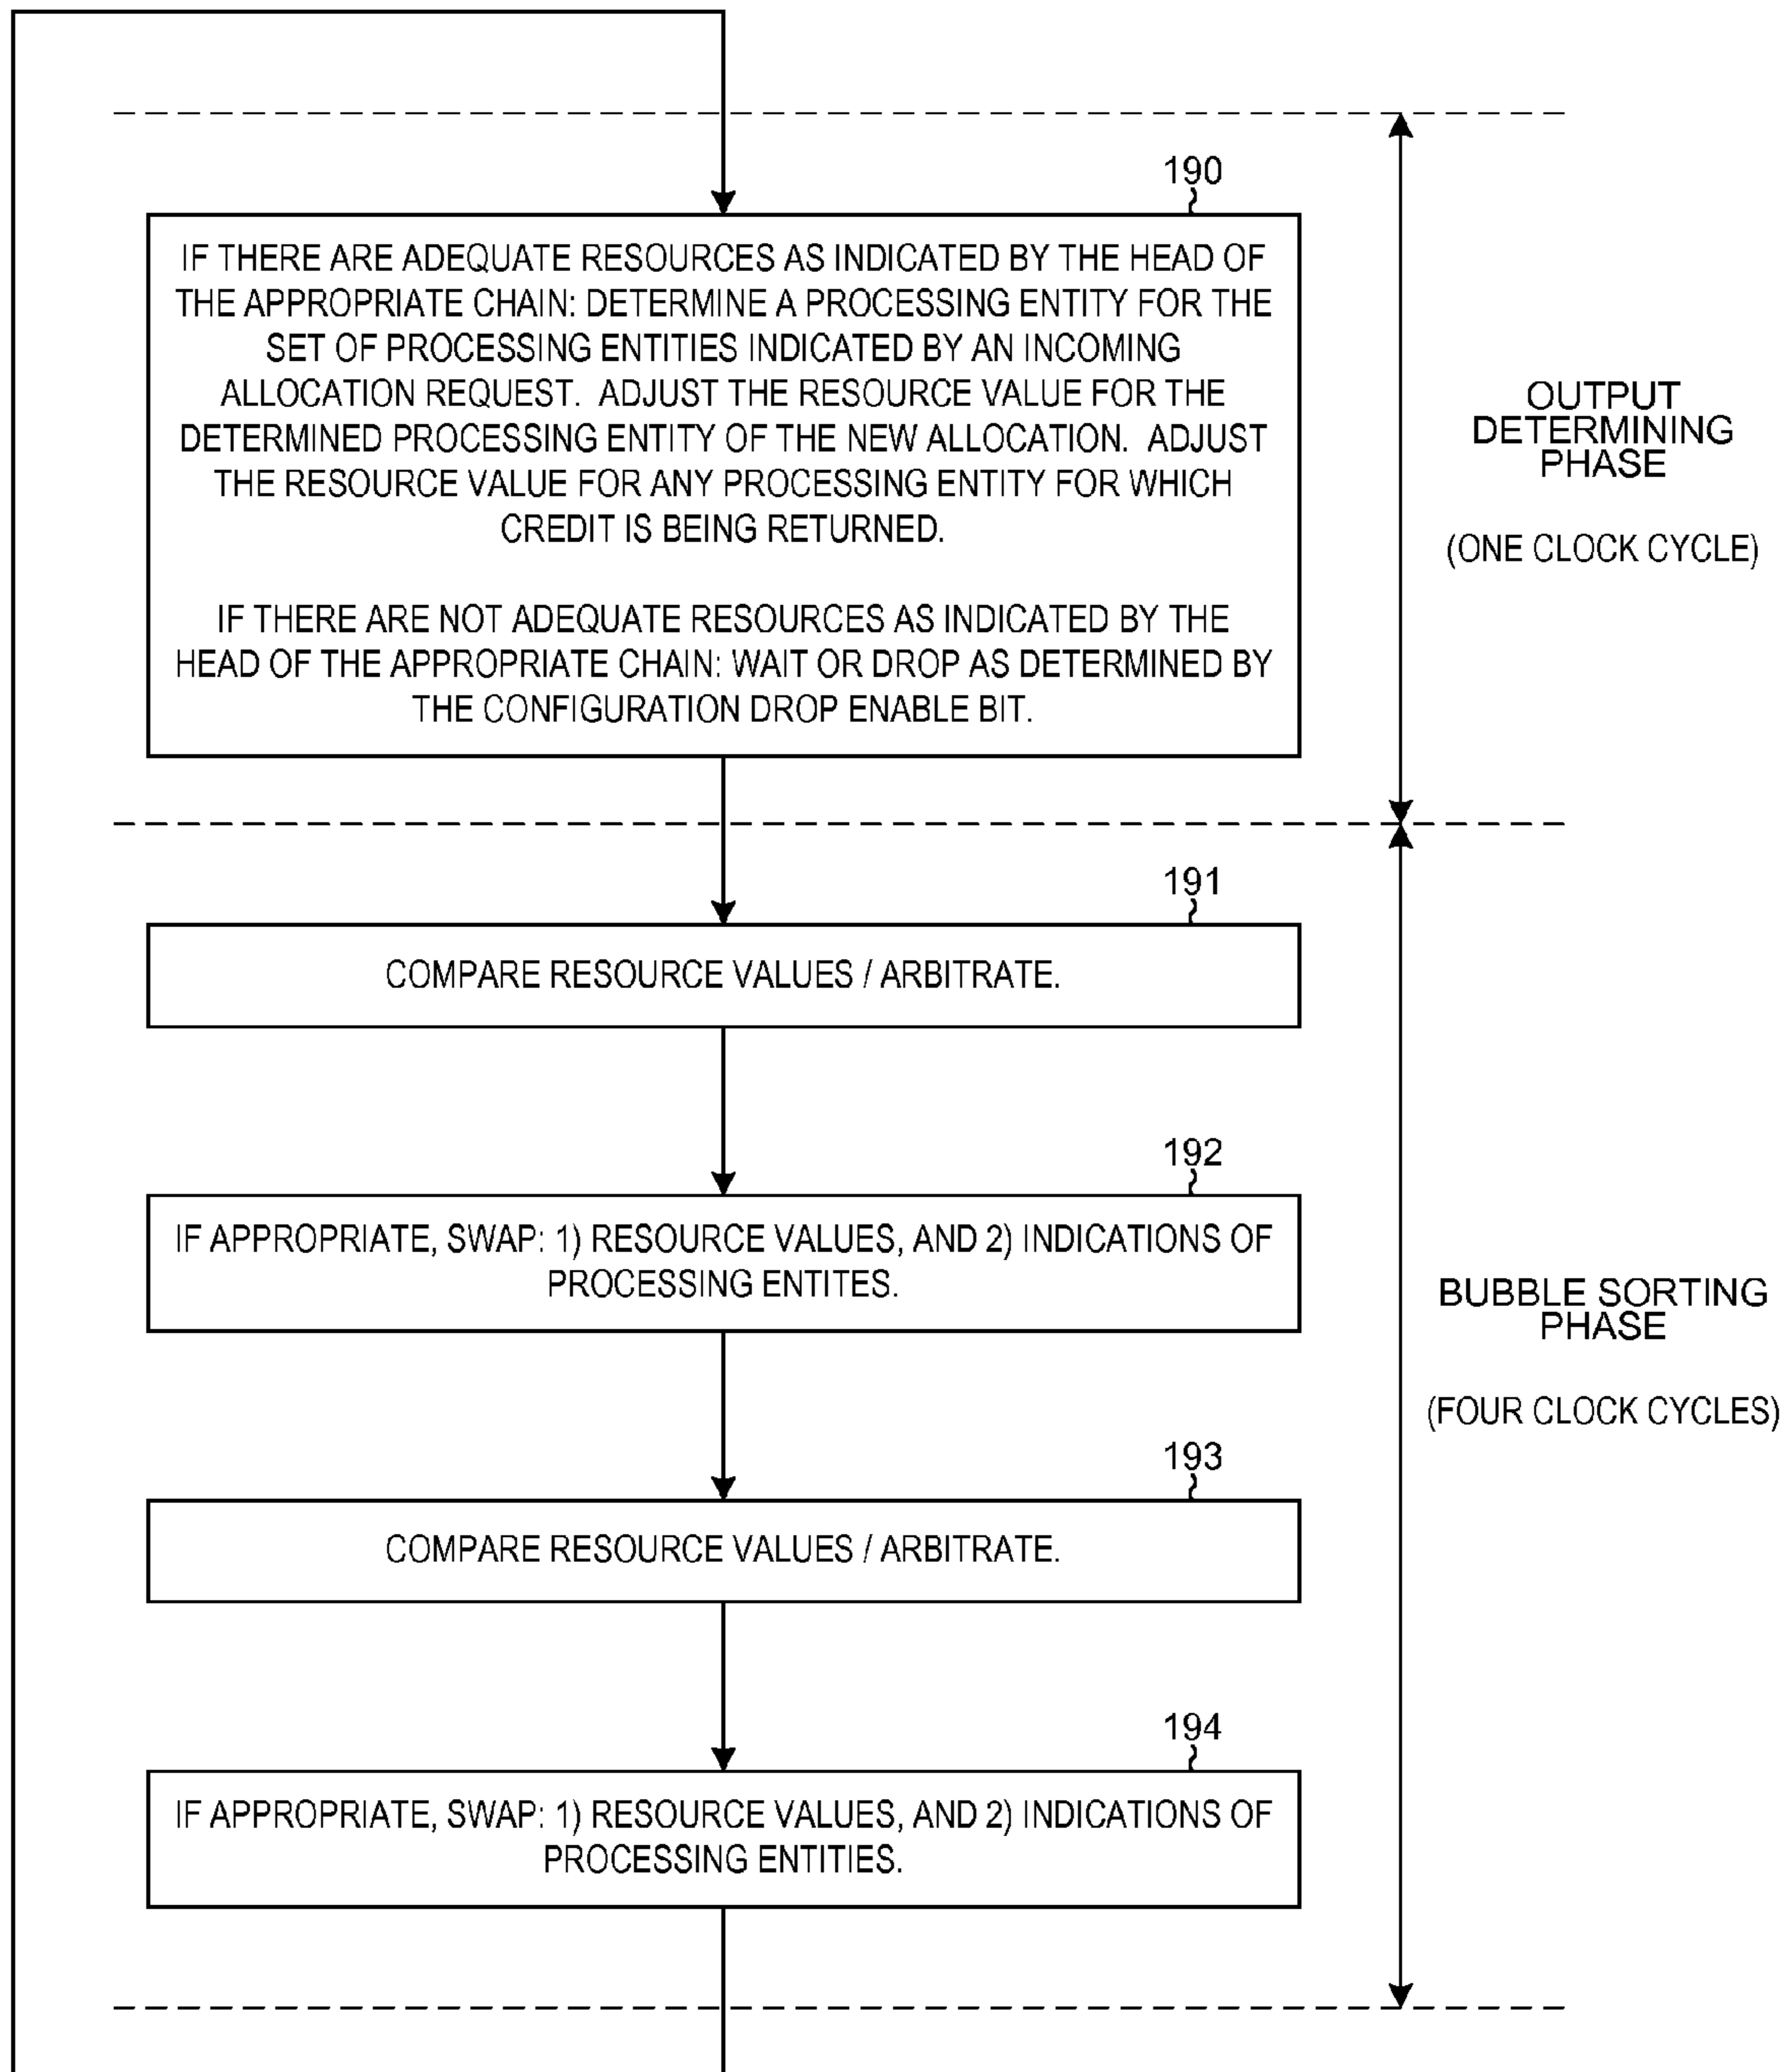 190
IF THERE ARE ADEQUATE RESOURCES AS INDICATED BY THE HEAD OF
THE APPROPRIATE CHAIN: DETERMINE A PROCESSING ENTITY FOR THE
SET OF PROCESSING ENTITIES INDICATED BY AN INCOMING
ALLOCATION REQUEST. ADJUST THE RESOURCE VALUE FOR THE
DETERMINED PROCESSING ENTITY OF THE NEW ALLOCATION. ADJUST
THE RESOURCE VALUE FOR ANY PROCESSING ENTITY FOR WHICH
CREDIT IS BEING RETURNED.
IF THERE ARE NOT ADEQUATE RESOURCES AS INDICATED BY THE
HEAD OF THE APPROPRIATE CHAIN: WAIT OR DROP AS DETERMINED BY
THE CONFIGURATION DROP ENABLE BIT.
OUTPUT
DETERMINING
PHASE
(ONE CLOCK CYCLE)
191
COMPARE RESOURCE VALUES / ARBITRATE.
192
IF APPROPRIATE, SWAP: 1) RESOURCE VALUES, AND 2) INDICATIONS OF
PROCESSING ENTITES.
BUBBLE SORTING
PHASE
(FOUR CLOCK CYCLES)
193
COMPARE RESOURCE VALUES / ARBITRATE.
194
IF APPROPRIATE, SWAP: 1) RESOURCE VALUES, AND 2) INDICATIONS OF
PROCESSING ENTITIES.